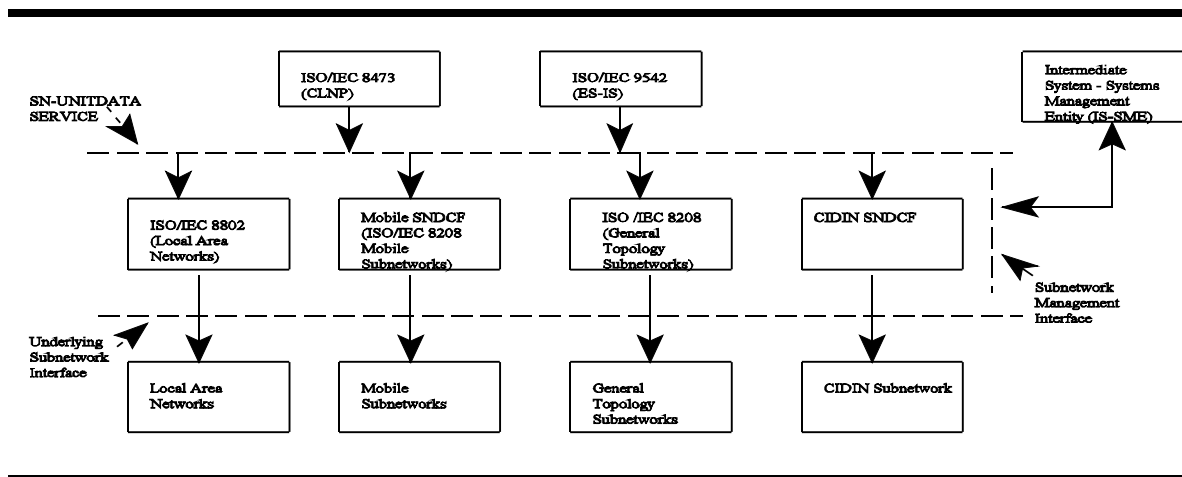 ISO/IEC 8473
(CLNP)
ISO/IEC 9542
(ES-IS)
Intermediate
System - Systems
Management
Entity (IS-SME)
SN-UNITDATA
SERVICE
ISO/IEC 8802
(Local Area
Networks)
Mobile SNDCF
(ISO/IEC 8208
Mobile
Subnetworks)
ISO /IEC 8208
(General
Topology
Subnetworks)
CIDIN SNDCF
Subnetwork
Management
Interface
Underlying
Subnetwork
Interface
Local Area
Networks
Mobile
Subnetworks
General
Topology
Subnetworks
CIDIN Subnetwork